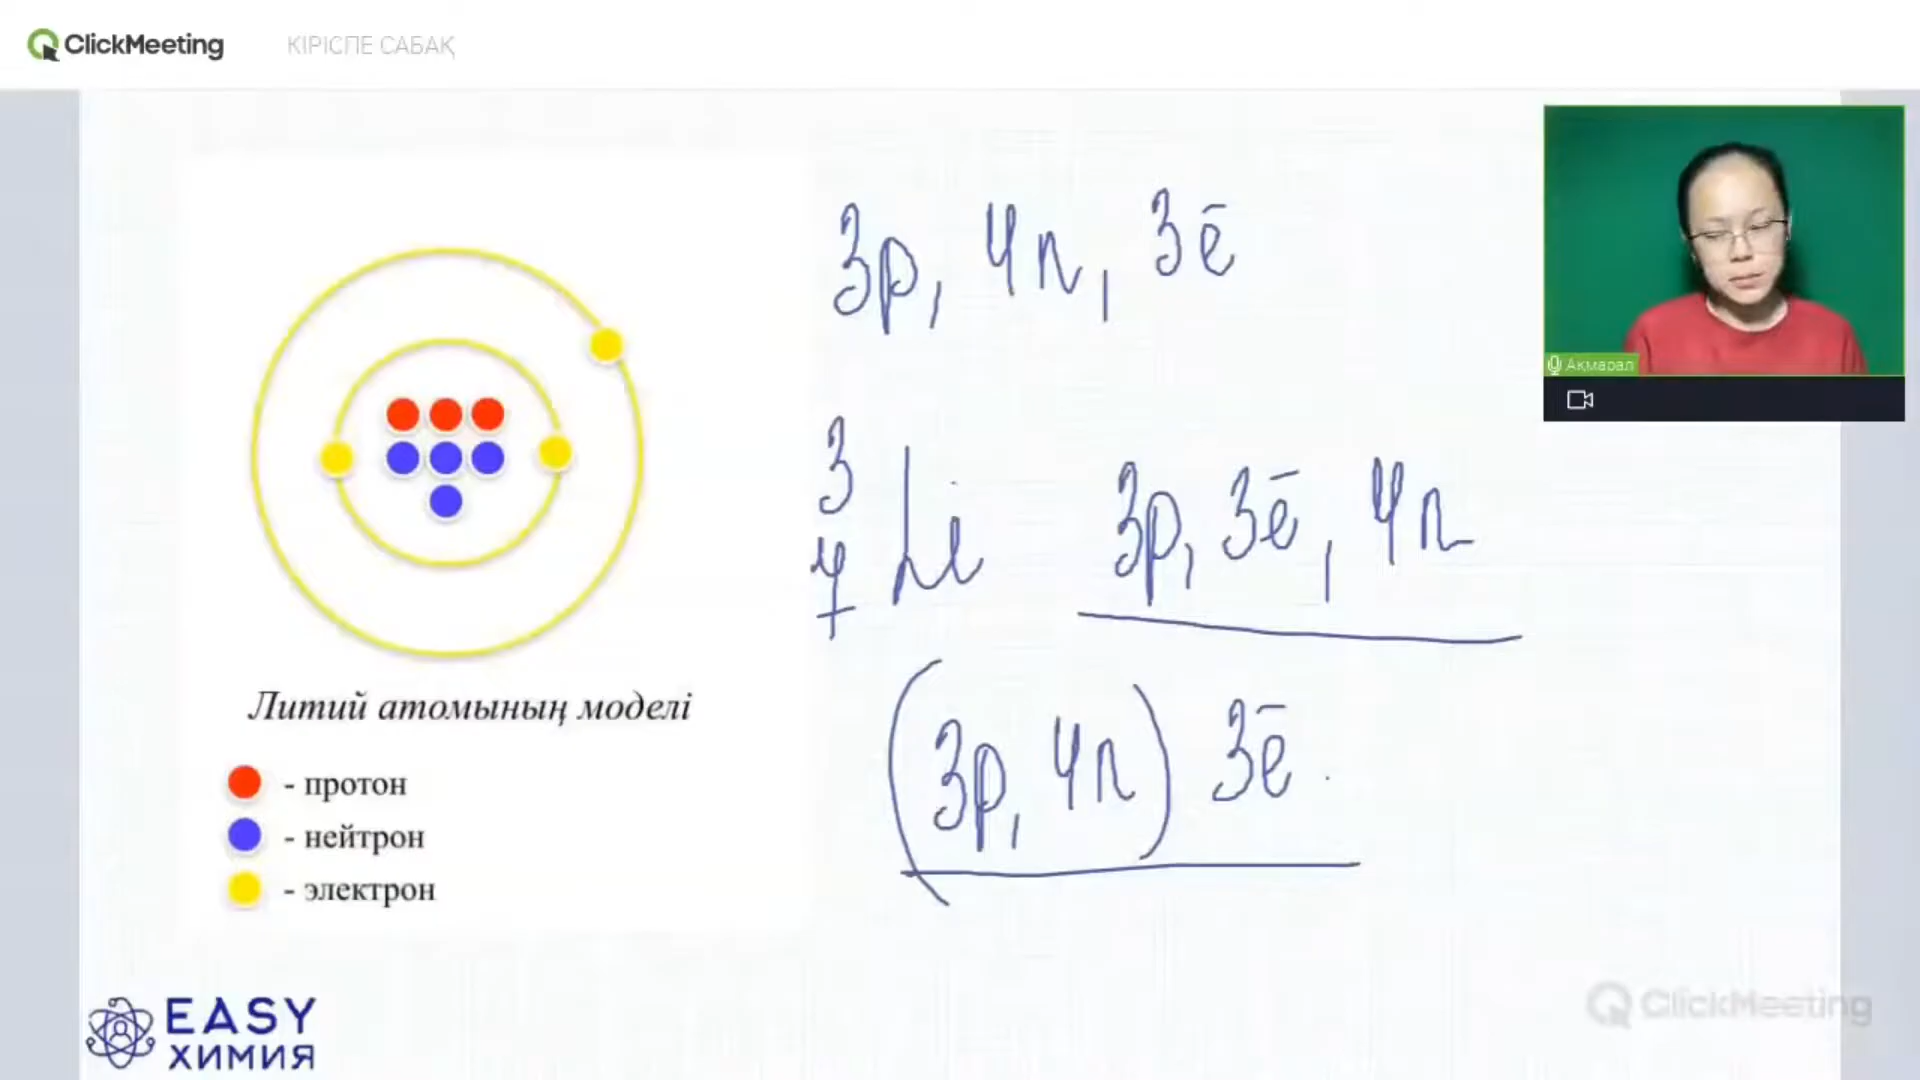 ClickMeeting
КІРІСПЕ САБАҚ
3p, 4n, 3ē
Ақмарал
3
7 Li 3p, 3ē, 4n
(3p, 4n) 3ē
Литий атомының моделі
- протон
- нейтрон
- электрон
EASY
ХИМИЯ
ClickMeeting